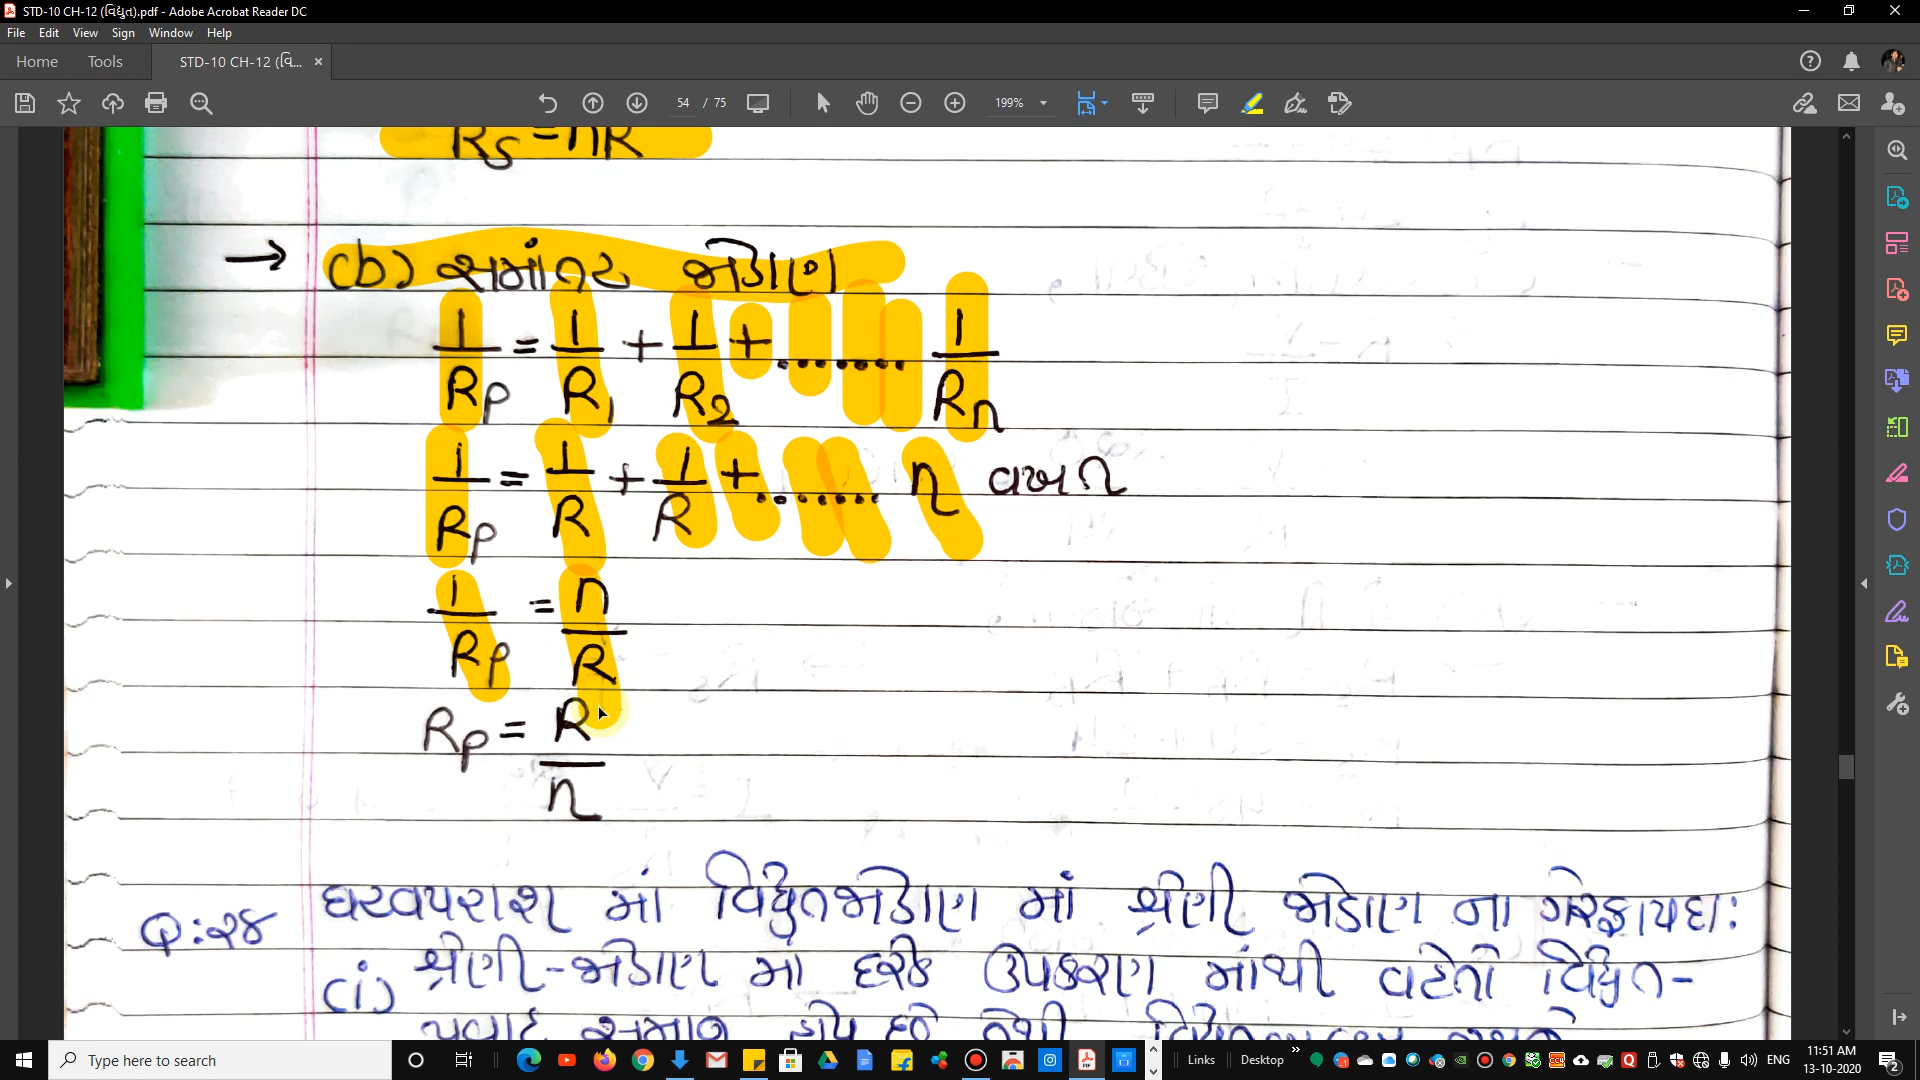 STD-10 CH-12 (વિદ્યુત).pdf - Adobe Acrobat Reader DC
File Edit View Sign Window Help
Home Tools STD-10 CH-12 (વિ... ×
54 / 75 199%
Rs = nR
→ (b) સમાંતર જોડાણ
1/Rp = 1/R1 + 1/R2 + ........ 1/Rn
1/Rp = 1/R + 1/R + ........ n વખત
1/Rp = n/R
Rp = R/n
Q:૨૪ ઘરવપરાશ માં વિદ્યુતજોડાણ માં શ્રેણી જોડાણ ના ગેરફાયદા:
(i) શ્રેણી-જોડાણ માં દરેક ઉપકરણ માંથી વહેતો વિદ્યુત-
Type here to search
Links Desktop » ENG 11:51 AM
13-10-2020 2